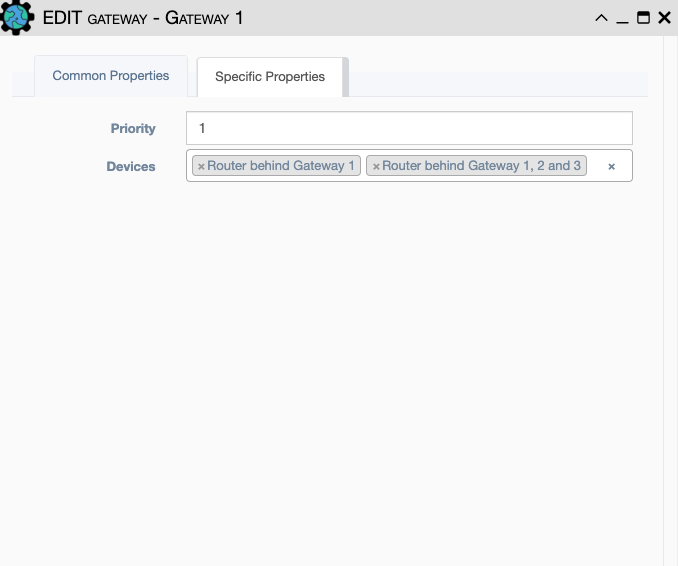 EDIT gateway - Gateway 1
Common Properties
Specific Properties
Priority 1
Devices ×Router behind Gateway 1 ×Router behind Gateway 1, 2 and 3 ×